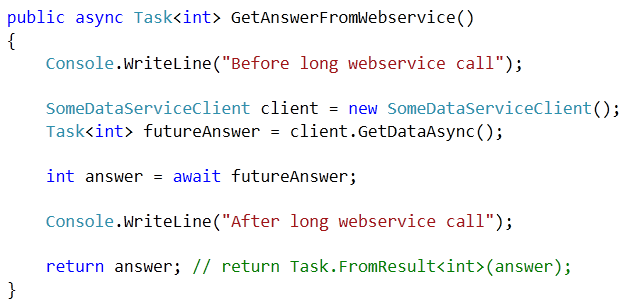 public async Task<int> GetAnswerFromWebservice()
{
    Console.WriteLine("Before long webservice call");
    SomeDataServiceClient client = new SomeDataServiceClient();
    Task<int> futureAnswer = client.GetDataAsync();
    int answer = await futureAnswer;
    Console.WriteLine("After long webservice call");
    return answer; // return Task.FromResult<int>(answer);
}